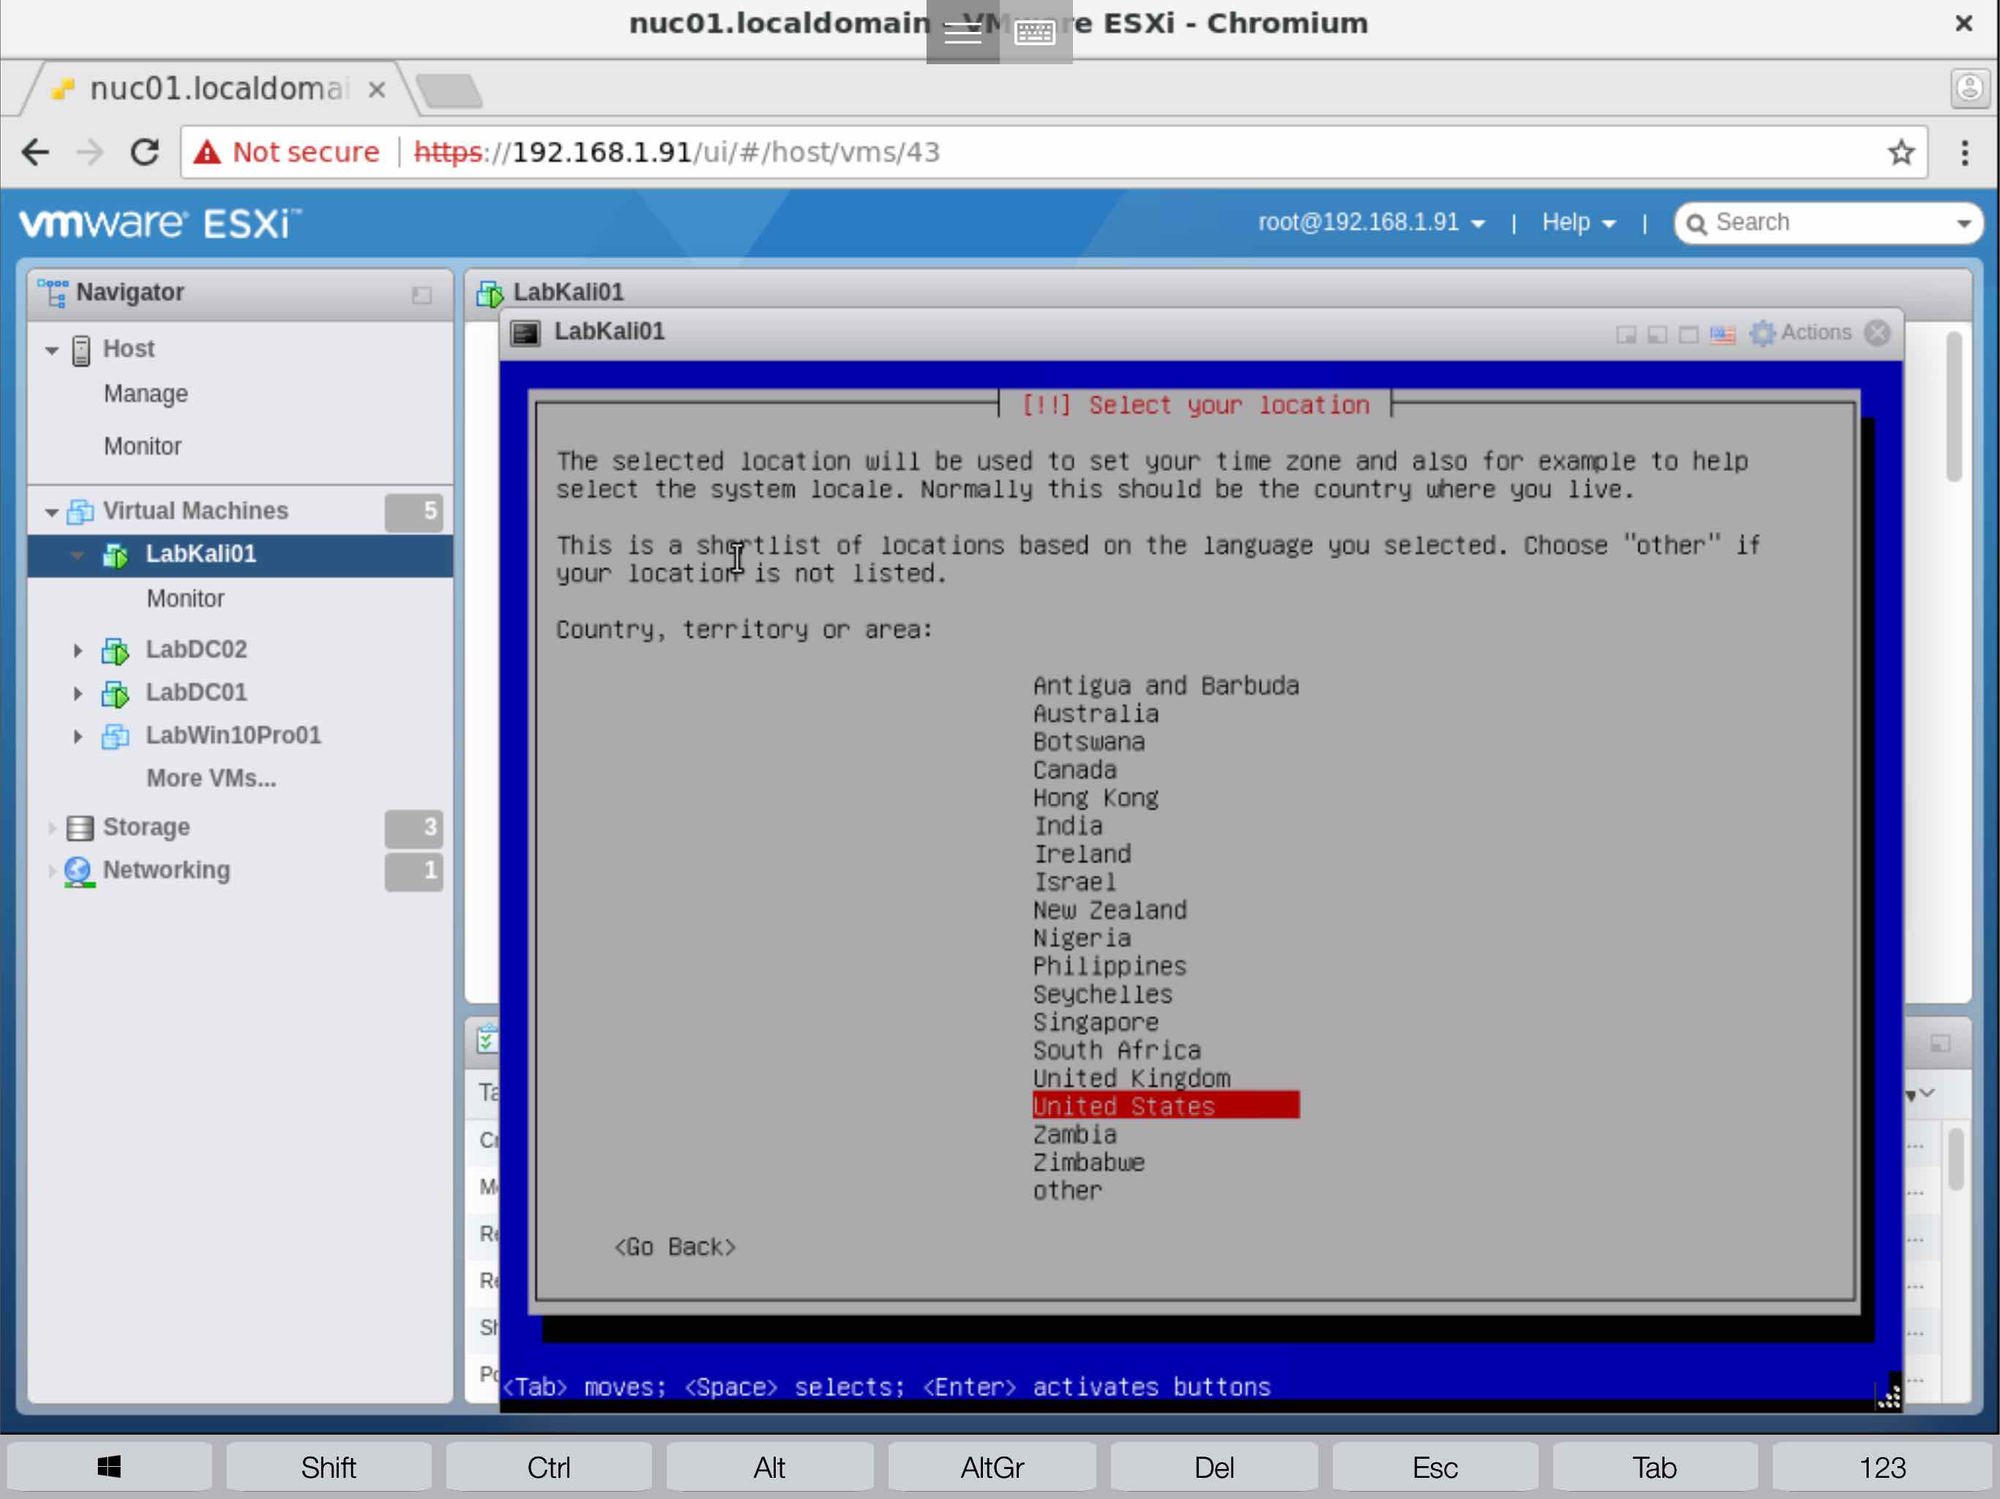 nuc01.localdomain - VMware ESXi - Chromium
nuc01.localdomai
Not secure
https://192.168.1.91/ui/#/host/vms/43
vmware ESXi™
root@192.168.1.91
|
Help
|
Search
Navigator
Host
Manage
Monitor
Virtual Machines 5
LabKali01
Monitor
LabDC02
LabDC01
LabWin10Pro01
More VMs...
Storage 3
Networking 1
LabKali01
LabKali01
Actions
[!!] Select your location
The selected location will be used to set your time zone and also for example to help
select the system locale. Normally this should be the country where you live.
This is a shortlist of locations based on the language you selected. Choose "other" if
your location is not listed.
Country, territory or area:
Antigua and Barbuda
Australia
Botswana
Canada
Hong Kong
India
Ireland
Israel
New Zealand
Nigeria
Philippines
Seychelles
Singapore
South Africa
United Kingdom
United States
Zambia
Zimbabwe
other
<Go Back>
<Tab> moves; <Space> selects; <Enter> activates buttons
Shift
Ctrl
Alt
AltGr
Del
Esc
Tab
123